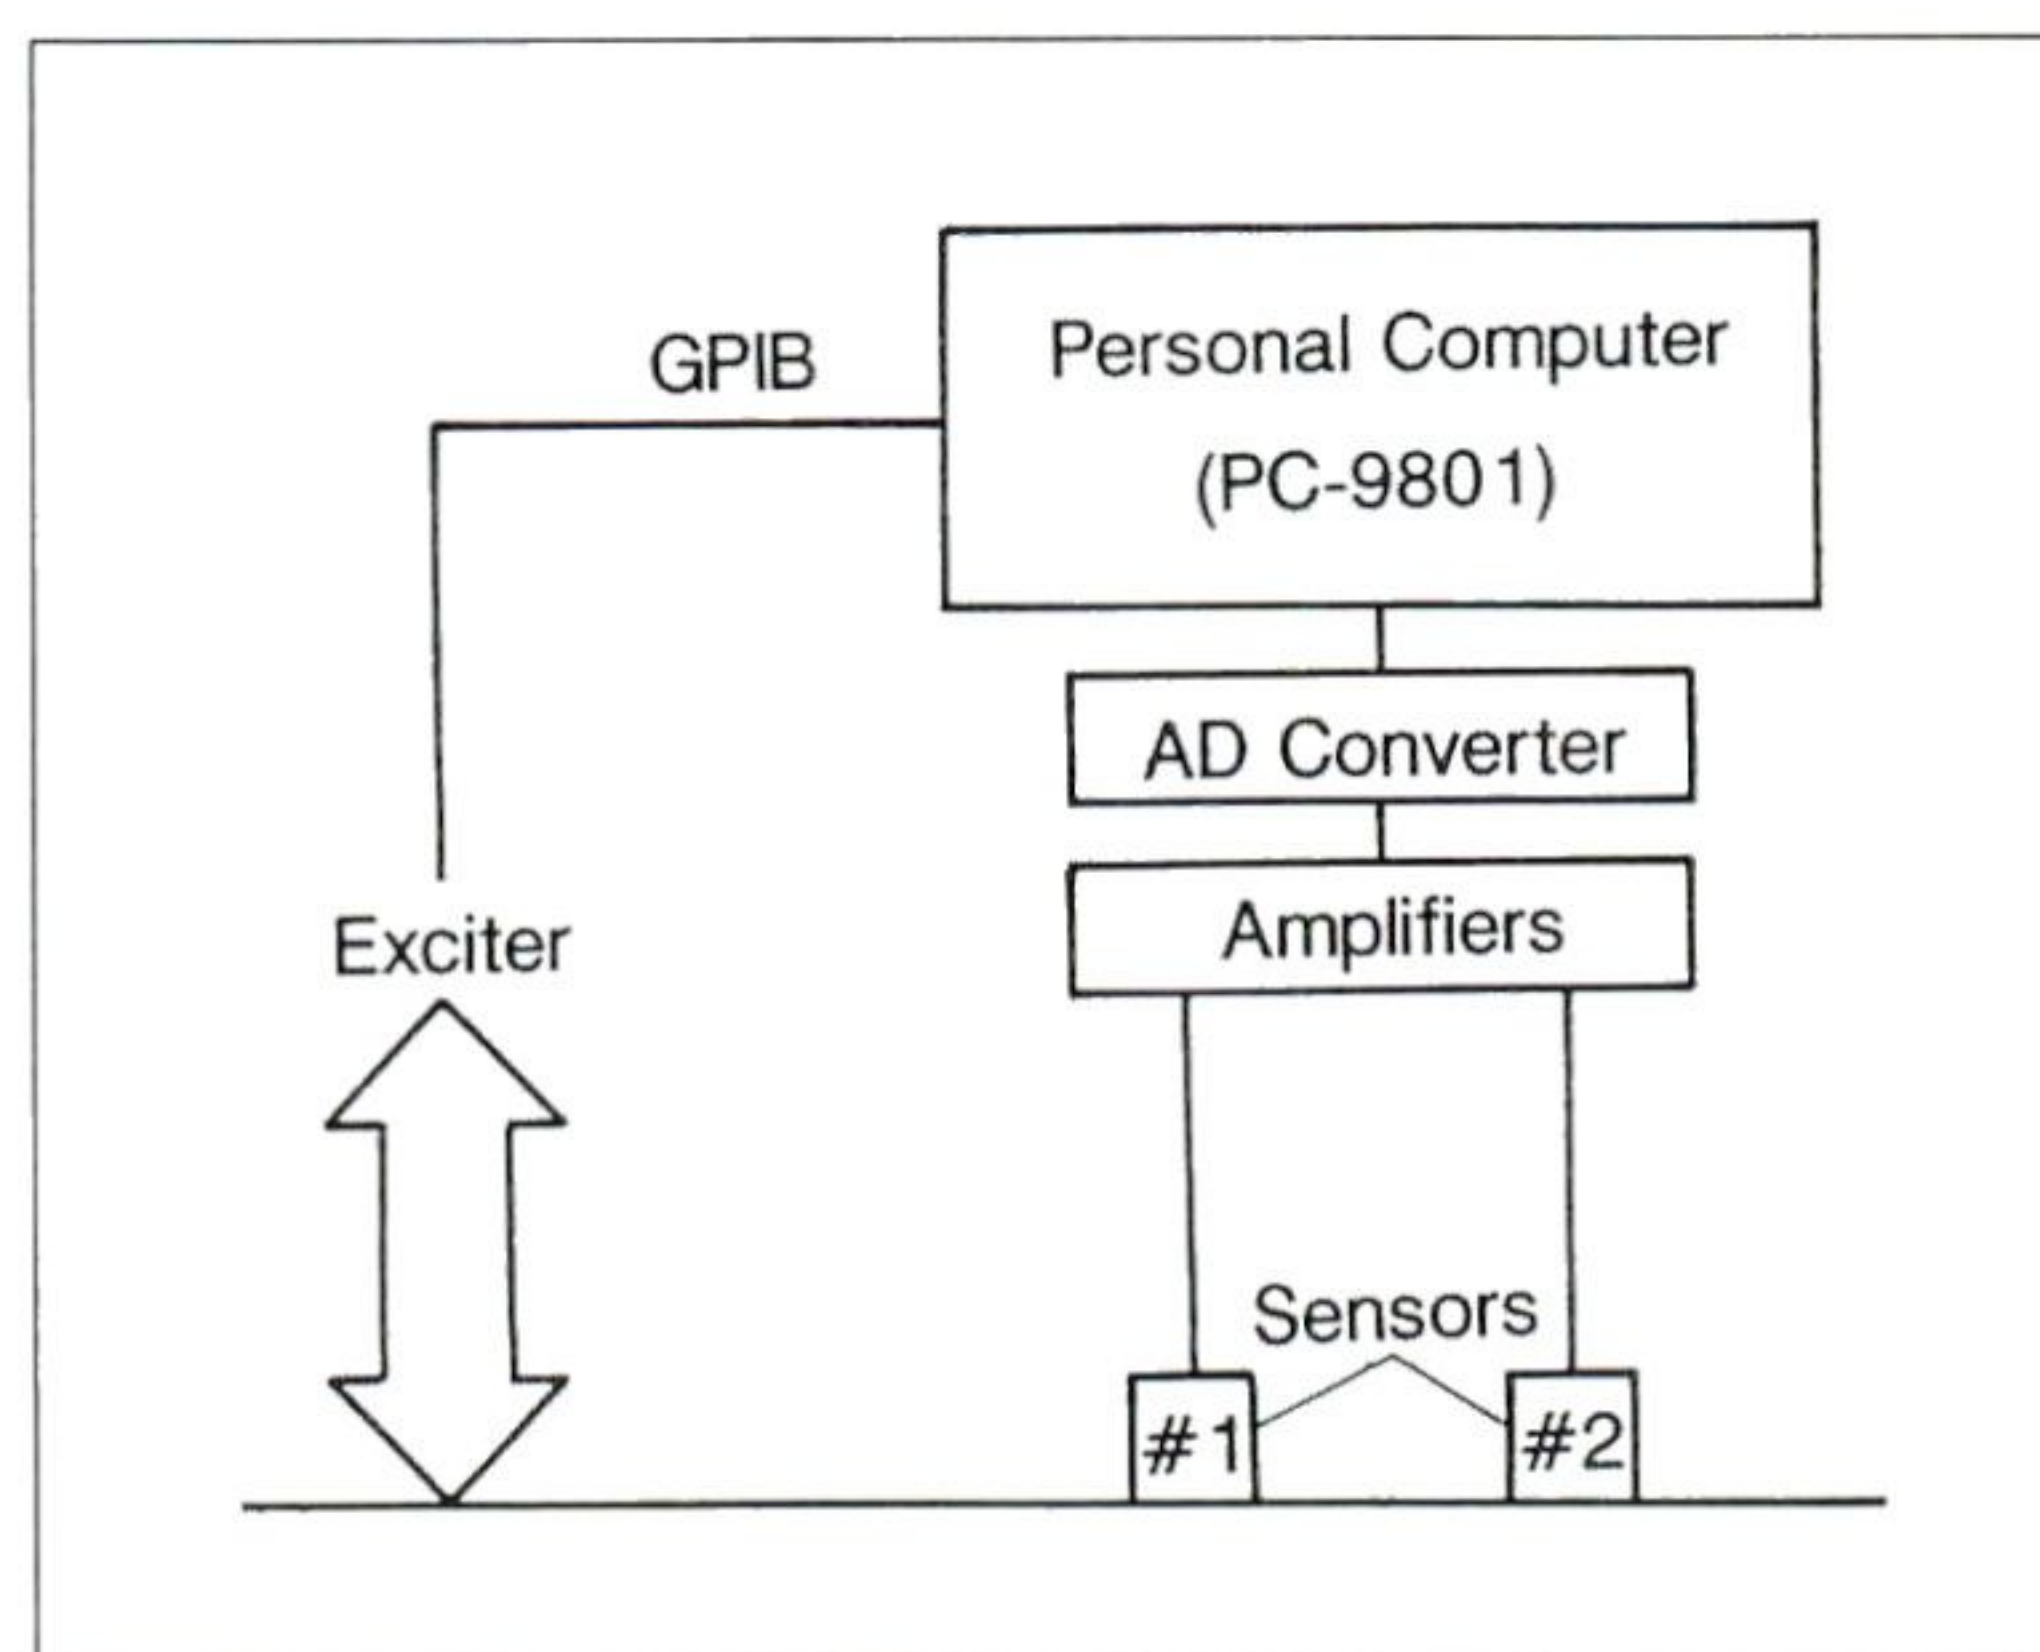 GPIB
Personal Computer
(PC-9801)
AD Converter
Amplifiers
Exciter
Sensors
#1
#2